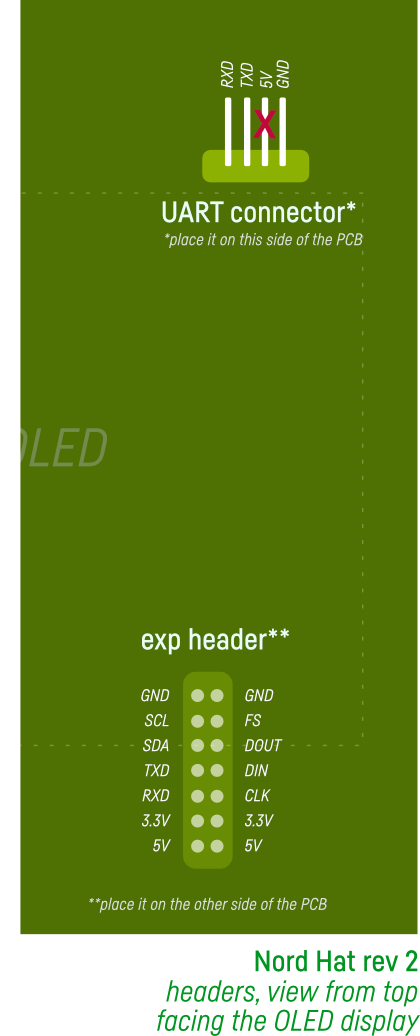 RXD TXD 5V GND
X
UART connector*
*place it on this side of the PCB
OLED
exp header**
GND GND
SCL FS
SDA DOUT
TXD DIN
RXD CLK
3.3V 3.3V
5V 5V
**place it on the other side of the PCB
Nord Hat rev 2
headers, view from top
facing the OLED display